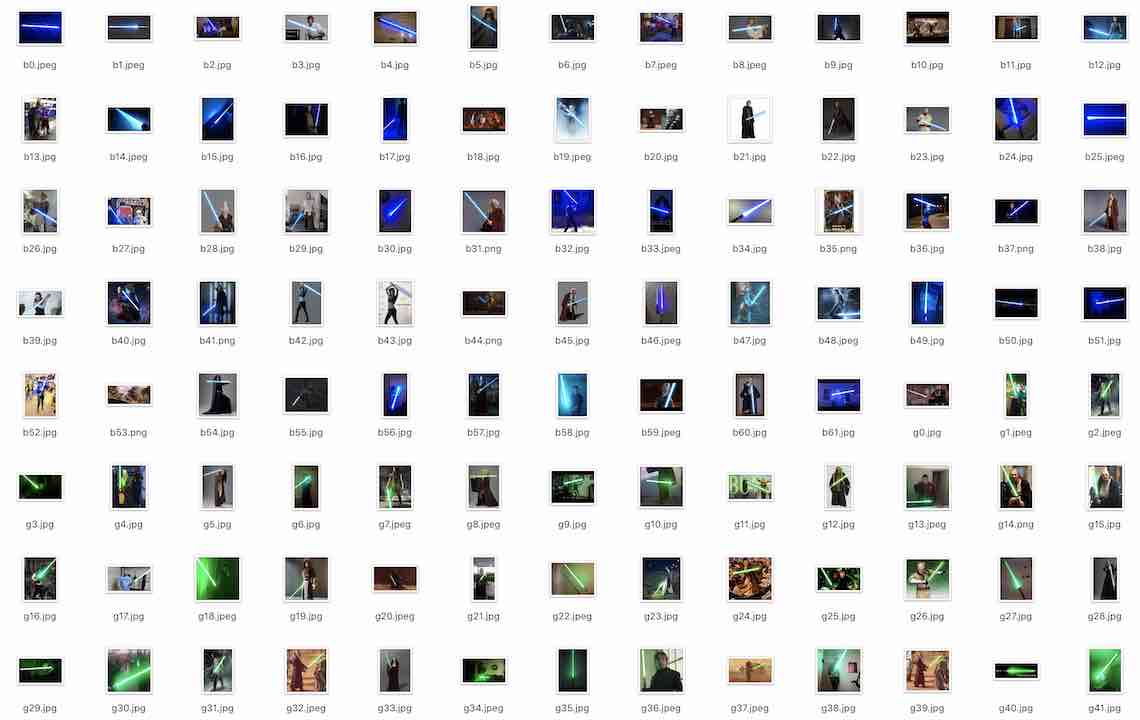 b0.jpeg b1.jpeg b2.jpg b3.jpg b4.jpg b5.jpg b6.jpg b7.jpeg b8.jpeg b9.jpg b10.jpg b11.jpg b12.jpg
b13.jpg b14.jpeg b15.jpg b16.jpg b17.jpg b18.jpg b19.jpeg b20.jpg b21.jpg b22.jpg b23.jpg b24.jpg b25.jpeg
b26.jpg b27.jpg b28.jpg b29.jpg b30.jpg b31.png b32.jpg b33.jpeg b34.jpg b35.png b36.jpg b37.png b38.jpg
b39.jpg b40.jpg b41.png b42.jpg b43.jpg b44.png b45.jpg b46.jpeg b47.jpg b48.jpeg b49.jpg b50.jpg b51.jpg
b52.jpg b53.png b54.jpg b55.jpg b56.jpg b57.jpg b58.jpg b59.jpeg b60.jpg b61.jpg g0.jpg g1.jpeg g2.jpeg
g3.jpg g4.jpg g5.jpg g6.jpg g7.jpeg g8.jpeg g9.jpg g10.jpg g11.jpg g12.jpg g13.jpeg g14.png g15.jpg
g16.jpg g17.jpg g18.jpeg g19.jpg g20.jpeg g21.jpg g22.jpeg g23.jpg g24.jpg g25.jpg g26.jpg g27.jpg g28.jpg
g29.jpg g30.jpg g31.jpg g32.jpeg g33.jpg g34.jpeg g35.jpg g36.jpeg g37.jpeg g38.jpg g39.jpg g40.jpg g41.jpg